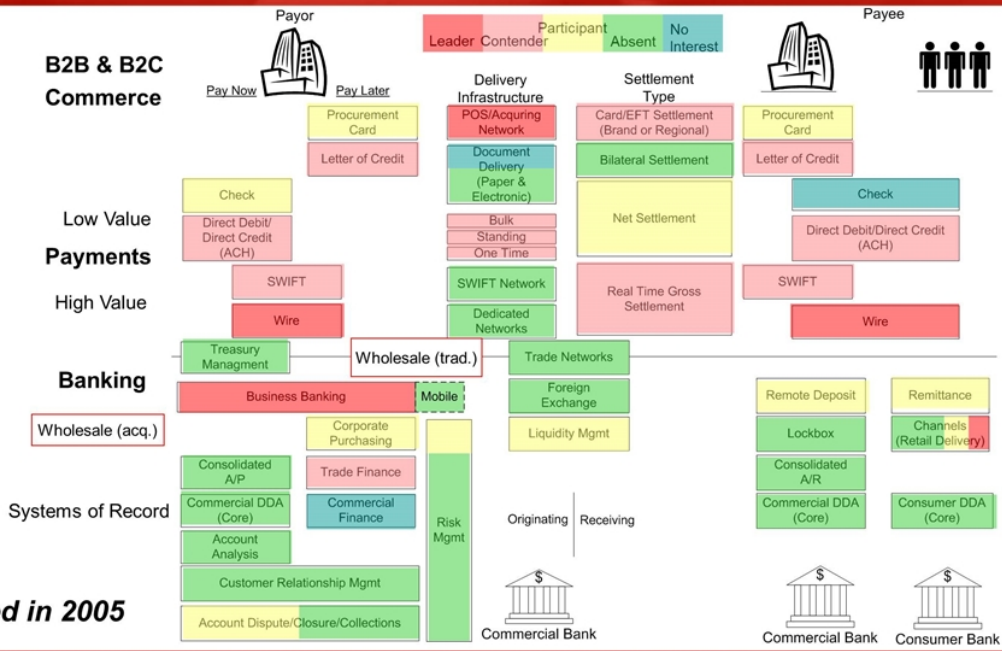 Payor
Payee
Leader
Contender
Participant
Absent
No
Interest
B2B & B2C
Commerce
Pay Now
Pay Later
Delivery
Infrastructure
Settlement
Type
Procurement
Card
POS/Acquring
Network
Card/EFT Settlement
(Brand or Regional)
Procurement
Card
Letter of Credit
Document
Delivery
(Paper &
Electronic)
Bilateral Settlement
Letter of Credit
Check
Net Settlement
Check
Low Value
Direct Debit/
Direct Credit
(ACH)
Bulk
Standing
One Time
Direct Debit/Direct Credit
(ACH)
Payments
SWIFT
SWIFT Network
Real Time Gross
Settlement
SWIFT
High Value
Wire
Dedicated
Networks
Wire
Treasury
Managment
Wholesale (trad.)
Trade Networks
Banking
Business Banking
Mobile
Foreign
Exchange
Remote Deposit
Remittance
Wholesale (acq.)
Corporate
Purchasing
Liquidity Mgmt
Lockbox
Channels
(Retail Delivery)
Consolidated
A/P
Trade Finance
Consolidated
A/R
Systems of Record
Commercial DDA
(Core)
Commercial
Finance
Risk
Mgmt
Originating
Receiving
Commercial DDA
(Core)
Consumer DDA
(Core)
Account
Analysis
Customer Relationship Mgmt
$
$
$
d in 2005
Account Dispute/Closure/Collections
Commercial Bank
Commercial Bank
Consumer Bank